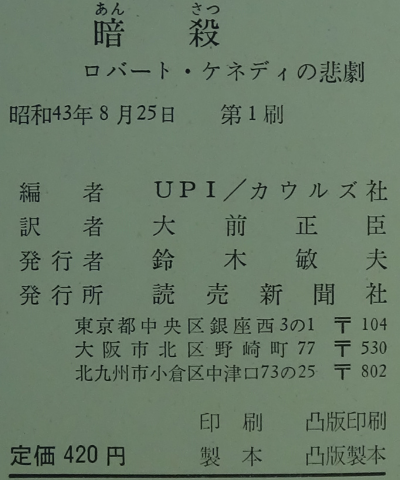 あん さつ
暗殺
ロバート・ケネディの悲劇
昭和43年8月25日 第1刷
編者 UPI/カウルズ社
訳者 大前正臣
発行者 鈴木敏夫
発行所 読売新聞社
東京都中央区銀座西3の1 〒104
大阪市北区野崎町77 〒530
北九州市小倉区中津口73の25 〒802
印刷 凸版印刷
定価420円 製本 凸版製本